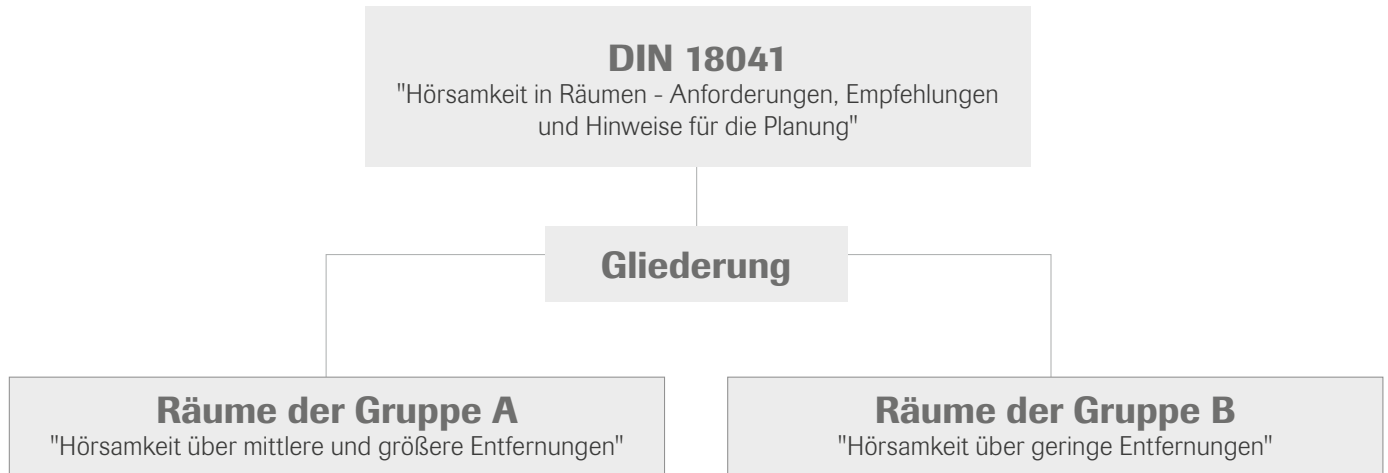 DIN 18041
"Hörsamkeit in Räumen - Anforderungen, Empfehlungen
und Hinweise für die Planung"
Gliederung
Räume der Gruppe A
"Hörsamkeit über mittlere und größere Entfernungen"
Räume der Gruppe B
"Hörsamkeit über geringe Entfernungen"